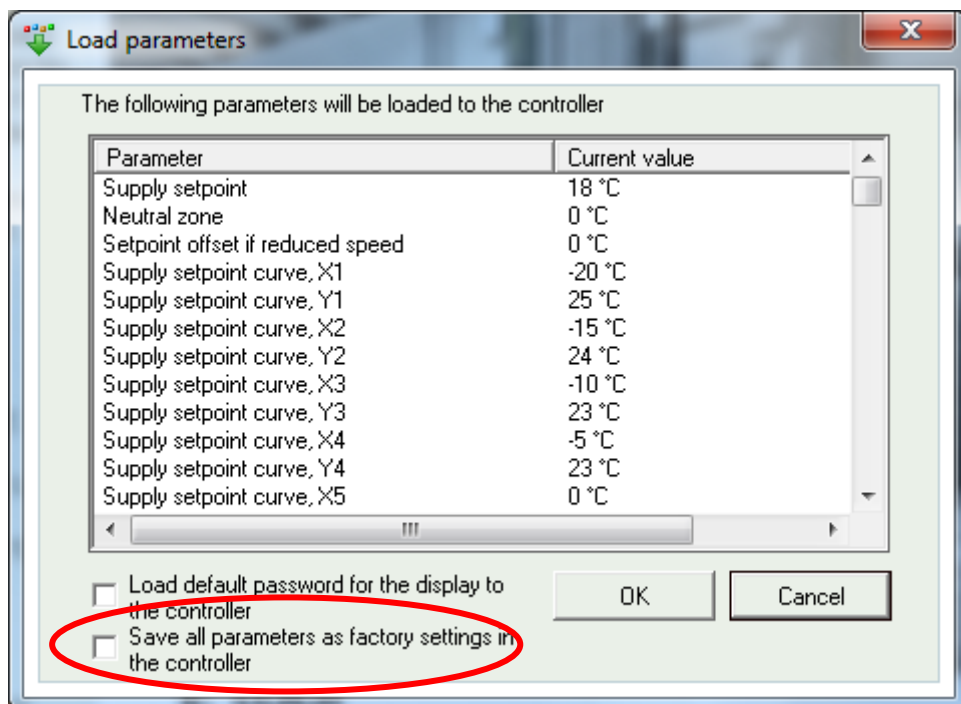 Load parameters
The following parameters will be loaded to the controller
Parameter Current value
Supply setpoint 18 °C
Neutral zone 0 °C
Setpoint offset if reduced speed 0 °C
Supply setpoint curve, X1 -20 °C
Supply setpoint curve, Y1 25 °C
Supply setpoint curve, X2 -15 °C
Supply setpoint curve, Y2 24 °C
Supply setpoint curve, X3 -10 °C
Supply setpoint curve, Y3 23 °C
Supply setpoint curve, X4 -5 °C
Supply setpoint curve, Y4 23 °C
Supply setpoint curve, X5 0 °C
Load default password for the display to
the controller
Save all parameters as factory settings in
the controller
OK Cancel